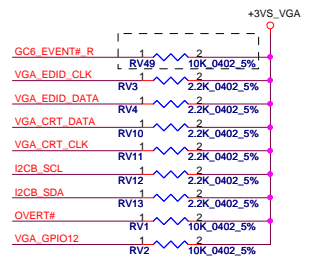 +3VS_VGA
GC6_EVENT#_R 1 2
RV49 10K_0402_5%
VGA_EDID_CLK 1 2
RV3 2.2K_0402_5%
VGA_EDID_DATA 1 2
RV4 2.2K_0402_5%
VGA_CRT_DATA 1 2
RV10 2.2K_0402_5%
VGA_CRT_CLK 1 2
RV11 2.2K_0402_5%
I2CB_SCL 1 2
RV12 2.2K_0402_5%
I2CB_SDA 1 2
RV13 2.2K_0402_5%
OVERT# 1 2
RV1 10K_0402_5%
VGA_GPIO12 1 2
RV2 10K_0402_5%